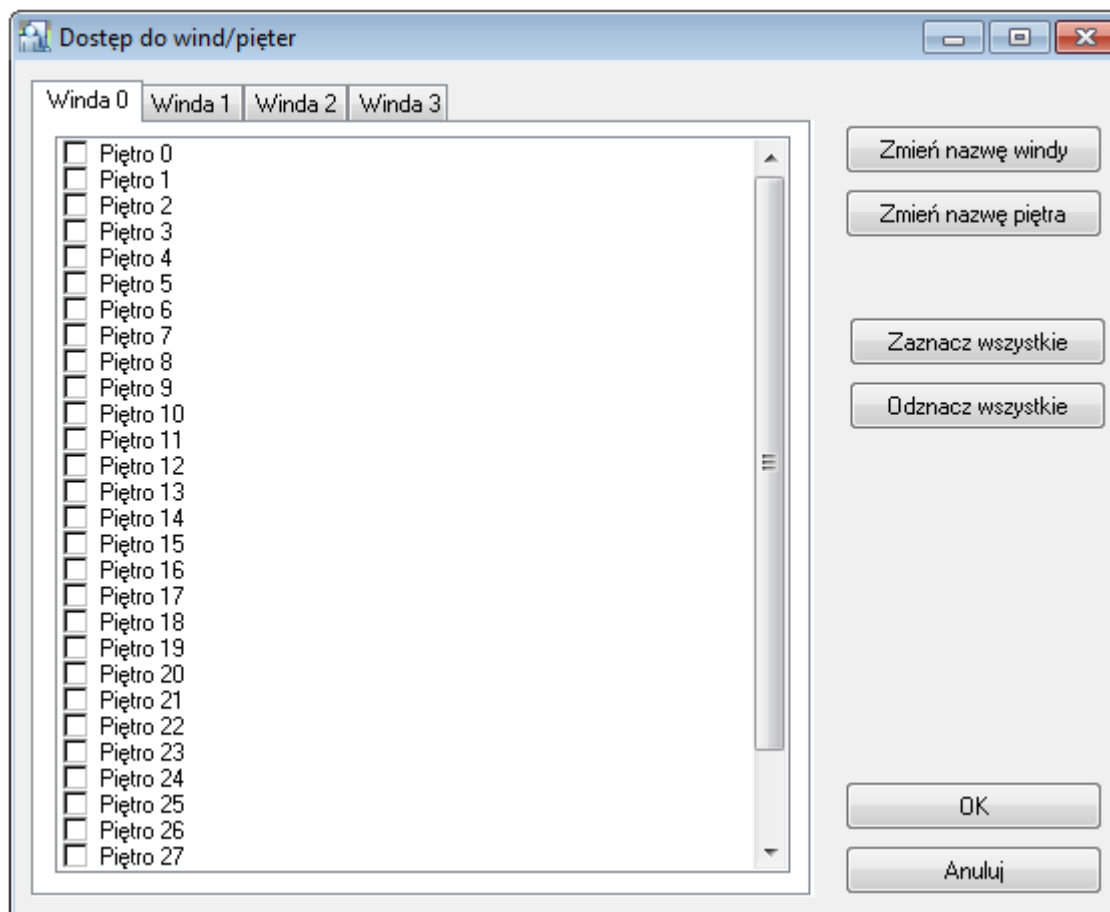 Dostęp do wind/pięter
Winda 0 Winda 1 Winda 2 Winda 3
Piętro 0
Piętro 1
Piętro 2
Piętro 3
Piętro 4
Piętro 5
Piętro 6
Piętro 7
Piętro 8
Piętro 9
Piętro 10
Piętro 11
Piętro 12
Piętro 13
Piętro 14
Piętro 15
Piętro 16
Piętro 17
Piętro 18
Piętro 19
Piętro 20
Piętro 21
Piętro 22
Piętro 23
Piętro 24
Piętro 25
Piętro 26
Piętro 27
Zmień nazwę windy
Zmień nazwę piętra
Zaznacz wszystkie
Odznacz wszystkie
OK
Anuluj